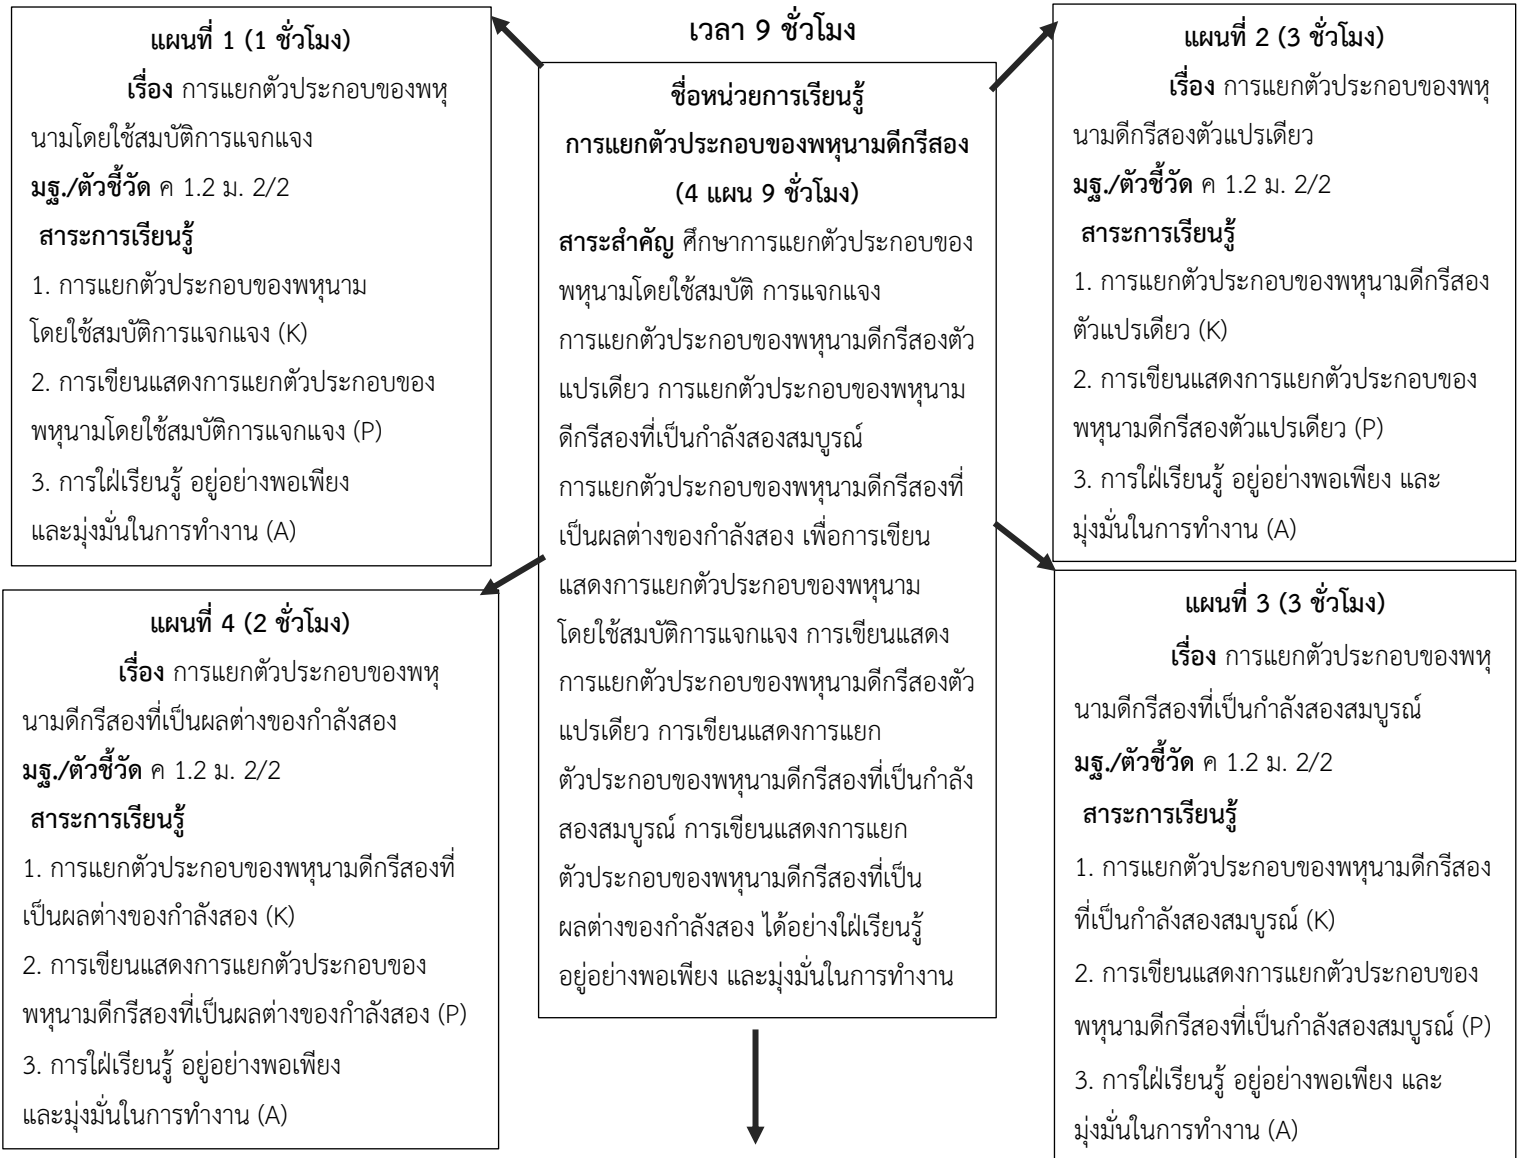 เวลา 9 ชั่วโมง
แผนที่ 1 (1 ชั่วโมง)
เรื่อง การแยกตัวประกอบของพหุ
นามโดยใช้สมบัติการแจกแจง
มฐ./ตัวชี้วัด ค 1.2 ม. 2/2
สาระการเรียนรู้
1. การแยกตัวประกอบของพหุนาม
โดยใช้สมบัติการแจกแจง (K)
2. การเขียนแสดงการแยกตัวประกอบของ
พหุนามโดยใช้สมบัติการแจกแจง (P)
3. การใฝ่เรียนรู้ อยู่อย่างพอเพียง
และมุ่งมั่นในการทำงาน (A)
ชื่อหน่วยการเรียนรู้
การแยกตัวประกอบของพหุนามดีกรีสอง
(4 แผน 9 ชั่วโมง)
สาระสำคัญ ศึกษาการแยกตัวประกอบของ
พหุนามโดยใช้สมบัติ การแจกแจง
การแยกตัวประกอบของพหุนามดีกรีสองตัว
แปรเดียว การแยกตัวประกอบของพหุนาม
ดีกรีสองที่เป็นกำลังสองสมบูรณ์
การแยกตัวประกอบของพหุนามดีกรีสองที่
เป็นผลต่างของกำลังสอง เพื่อการเขียน
แสดงการแยกตัวประกอบของพหุนาม
โดยใช้สมบัติการแจกแจง การเขียนแสดง
การแยกตัวประกอบของพหุนามดีกรีสองตัว
แปรเดียว การเขียนแสดงการแยก
ตัวประกอบของพหุนามดีกรีสองที่เป็นกำลัง
สองสมบูรณ์ การเขียนแสดงการแยก
ตัวประกอบของพหุนามดีกรีสองที่เป็น
ผลต่างของกำลังสอง ได้อย่างใฝ่เรียนรู้
อยู่อย่างพอเพียง และมุ่งมั่นในการทำงาน
แผนที่ 2 (3 ชั่วโมง)
เรื่อง การแยกตัวประกอบของพหุ
นามดีกรีสองตัวแปรเดียว
มฐ./ตัวชี้วัด ค 1.2 ม. 2/2
สาระการเรียนรู้
1. การแยกตัวประกอบของพหุนามดีกรีสอง
ตัวแปรเดียว (K)
2. การเขียนแสดงการแยกตัวประกอบของ
พหุนามดีกรีสองตัวแปรเดียว (P)
3. การใฝ่เรียนรู้ อยู่อย่างพอเพียง และ
มุ่งมั่นในการทำงาน (A)
แผนที่ 4 (2 ชั่วโมง)
เรื่อง การแยกตัวประกอบของพหุ
นามดีกรีสองที่เป็นผลต่างของกำลังสอง
มฐ./ตัวชี้วัด ค 1.2 ม. 2/2
สาระการเรียนรู้
1. การแยกตัวประกอบของพหุนามดีกรีสองที่
เป็นผลต่างของกำลังสอง (K)
2. การเขียนแสดงการแยกตัวประกอบของ
พหุนามดีกรีสองที่เป็นผลต่างของกำลังสอง (P)
3. การใฝ่เรียนรู้ อยู่อย่างพอเพียง
และมุ่งมั่นในการทำงาน (A)
แผนที่ 3 (3 ชั่วโมง)
เรื่อง การแยกตัวประกอบของพหุ
นามดีกรีสองที่เป็นกำลังสองสมบูรณ์
มฐ./ตัวชี้วัด ค 1.2 ม. 2/2
สาระการเรียนรู้
1. การแยกตัวประกอบของพหุนามดีกรีสอง
ที่เป็นกำลังสองสมบูรณ์ (K)
2. การเขียนแสดงการแยกตัวประกอบของ
พหุนามดีกรีสองที่เป็นกำลังสองสมบูรณ์ (P)
3. การใฝ่เรียนรู้ อยู่อย่างพอเพียง และ
มุ่งมั่นในการทำงาน (A)